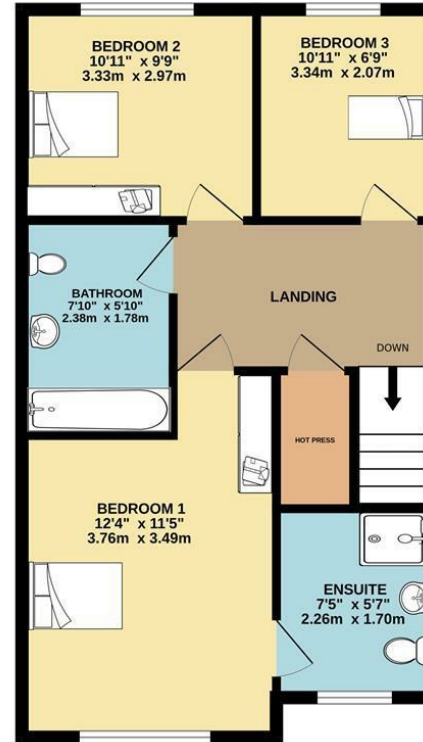 BEDROOM 2
10'11" x 9'9"
3.33m x 2.97m
BEDROOM 3
10'11" x 6'9"
3.34m x 2.07m
BATHROOM
7'10" x 5'10"
2.38m x 1.78m
LANDING
DOWN
HOT PRESS
BEDROOM 1
12'4" x 11'5"
3.76m x 3.49m
ENSUITE
7'5" x 5'7"
2.26m x 1.70m